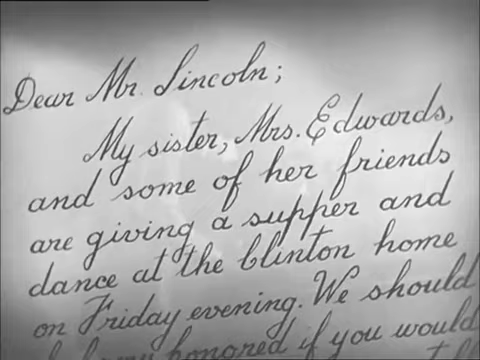 Dear Mr. Lincoln;
My sister, Mrs. Edwards,
and some of her friends
are giving a supper and
dance at the blinton home
on Friday evening. We should
honored if you would